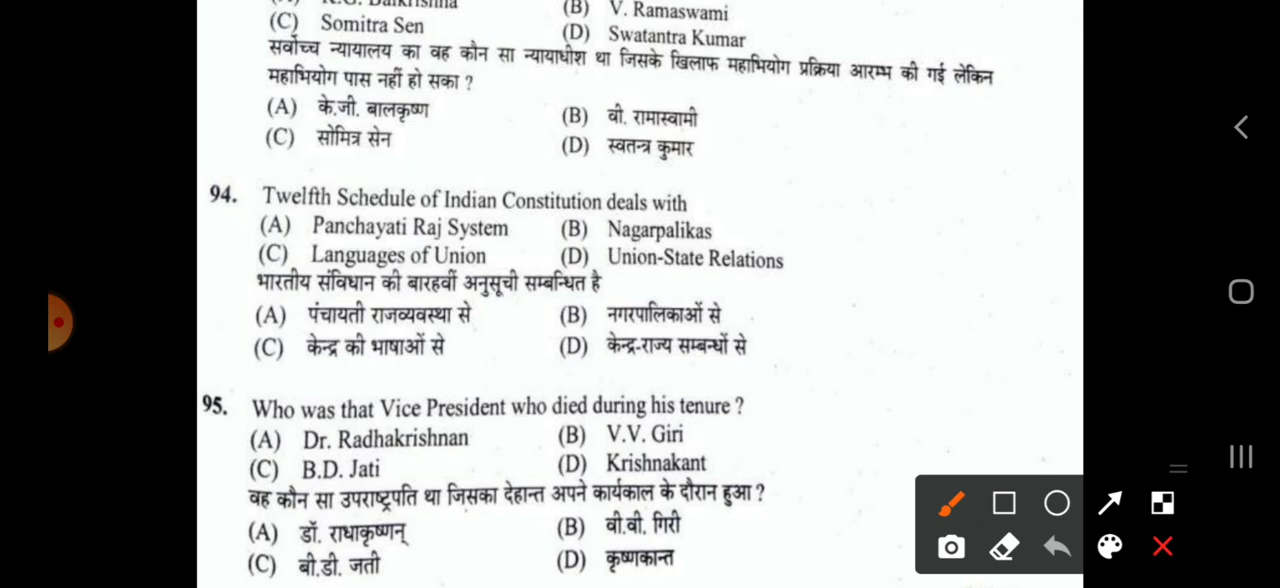 (B) V. Ramaswami
(C) Somitra Sen
(D) Swatantra Kumar
सर्वोच्च न्यायालय का वह कौन सा न्यायाधीश था जिसके खिलाफ महाभियोग प्रक्रिया आरम्भ की गई लेकिन
महाभियोग पास नहीं हो सका ?
(A) के.जी. बालकृष्ण
(B) वी. रामास्वामी
(C) सोमित्र सेन
(D) स्वतन्त्र कुमार
94. Twelfth Schedule of Indian Constitution deals with
(A) Panchayati Raj System
(B) Nagarpalikas
(C) Languages of Union
(D) Union-State Relations
भारतीय संविधान की बारहवीं अनुसूची सम्बन्धित है
(A) पंचायती राजव्यवस्था से
(B) नगरपालिकाओं से
(C) केन्द्र की भाषाओं से
(D) केन्द्र-राज्य सम्बन्धों से
95. Who was that Vice President who died during his tenure ?
(A) Dr. Radhakrishnan
(B) V.V. Giri
(C) B.D. Jati
(D) Krishnakant
वह कौन सा उपराष्ट्रपति था जिसका देहान्त अपने कार्यकाल के दौरान हुआ ?
(A) डॉ. राधाकृष्णन्
(B) वी.वी. गिरी
(C) बी.डी. जती
(D) कृष्णकान्त